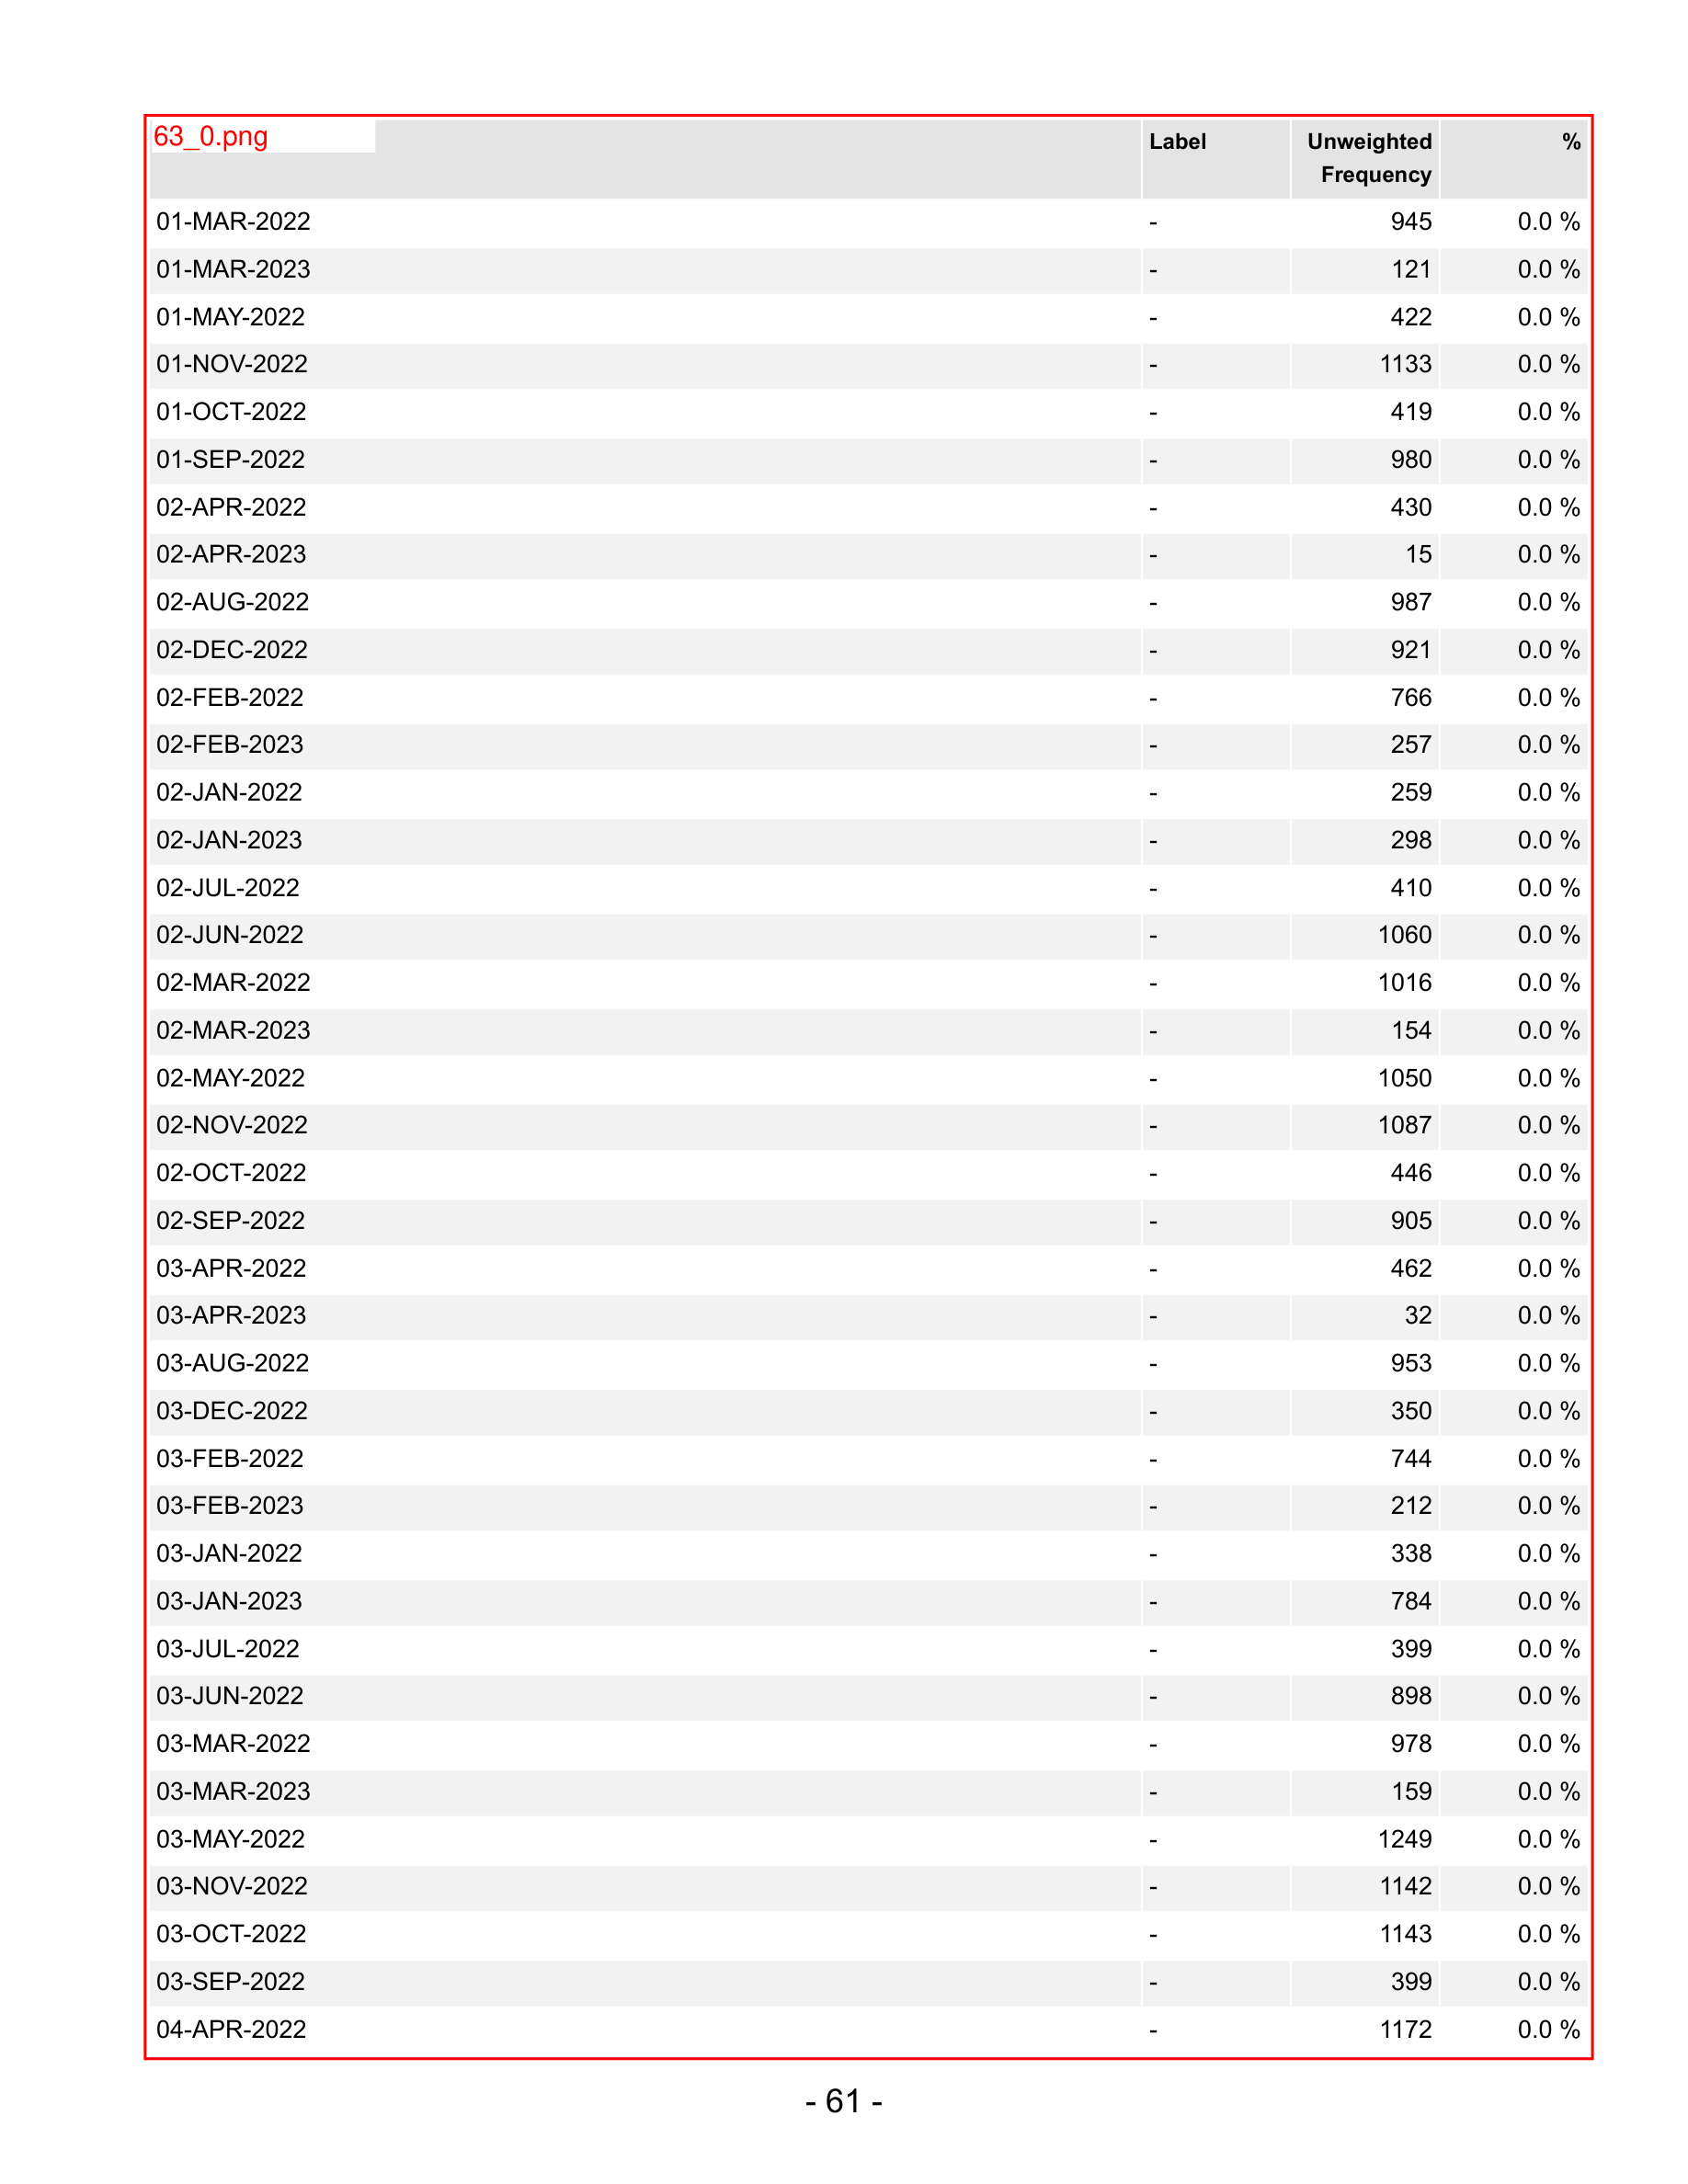 63_0.png Label Unweighted Frequency %
01-MAR-2022 - 945 0.0 %
01-MAR-2023 - 121 0.0 %
01-MAY-2022 - 422 0.0 %
01-NOV-2022 - 1133 0.0 %
01-OCT-2022 - 419 0.0 %
01-SEP-2022 - 980 0.0 %
02-APR-2022 - 430 0.0 %
02-APR-2023 - 15 0.0 %
02-AUG-2022 - 987 0.0 %
02-DEC-2022 - 921 0.0 %
02-FEB-2022 - 766 0.0 %
02-FEB-2023 - 257 0.0 %
02-JAN-2022 - 259 0.0 %
02-JAN-2023 - 298 0.0 %
02-JUL-2022 - 410 0.0 %
02-JUN-2022 - 1060 0.0 %
02-MAR-2022 - 1016 0.0 %
02-MAR-2023 - 154 0.0 %
02-MAY-2022 - 1050 0.0 %
02-NOV-2022 - 1087 0.0 %
02-OCT-2022 - 446 0.0 %
02-SEP-2022 - 905 0.0 %
03-APR-2022 - 462 0.0 %
03-APR-2023 - 32 0.0 %
03-AUG-2022 - 953 0.0 %
03-DEC-2022 - 350 0.0 %
03-FEB-2022 - 744 0.0 %
03-FEB-2023 - 212 0.0 %
03-JAN-2022 - 338 0.0 %
03-JAN-2023 - 784 0.0 %
03-JUL-2022 - 399 0.0 %
03-JUN-2022 - 898 0.0 %
03-MAR-2022 - 978 0.0 %
03-MAR-2023 - 159 0.0 %
03-MAY-2022 - 1249 0.0 %
03-NOV-2022 - 1142 0.0 %
03-OCT-2022 - 1143 0.0 %
03-SEP-2022 - 399 0.0 %
04-APR-2022 - 1172 0.0 %
- 61 -